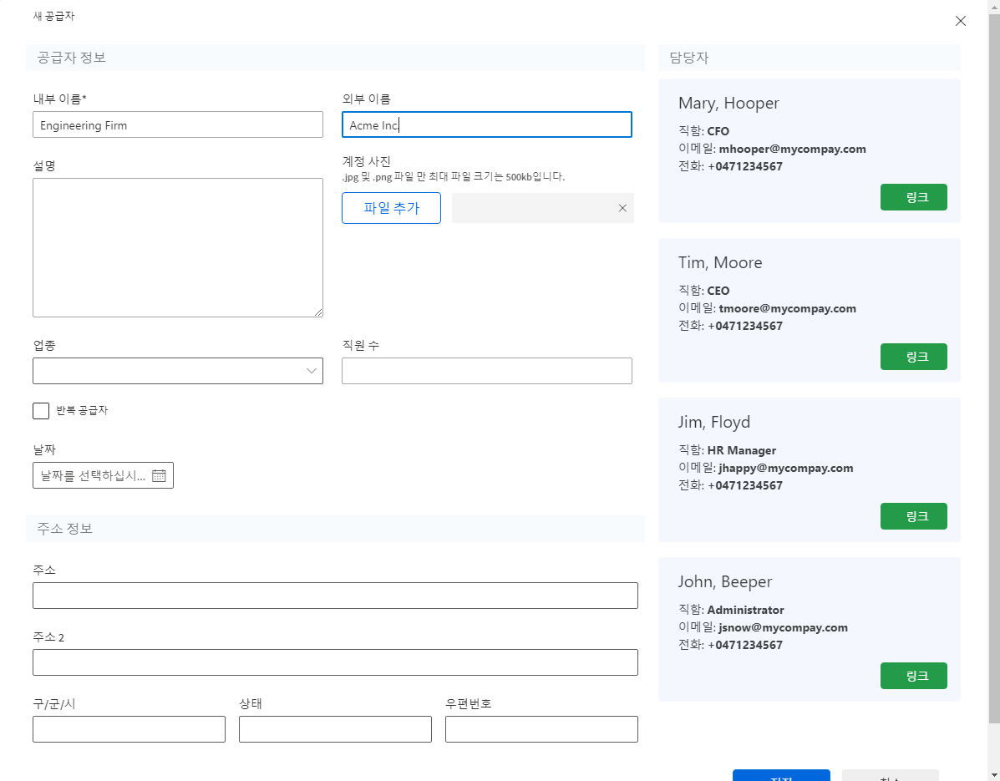 새 공급자
공급자 정보
내부 이름*
외부 이름
Engineering Firm
Acme Inc.
설명
계정 사진
.jpg 및 .png 파일 만 최대 파일 크기는 500kb입니다.
파일 추가
업종
직원 수
반복 공급자
날짜
날짜를 선택하십시...
주소 정보
주소
주소 2
구/군/시
상태
우편번호
담당자
Mary, Hooper
직함: CFO
이메일: mhooper@mycompay.com
전화: +0471234567
링크
Tim, Moore
직함: CEO
이메일: tmoore@mycompay.com
전화: +0471234567
링크
Jim, Floyd
직함: HR Manager
이메일: jhappy@mycompay.com
전화: +0471234567
링크
John, Beeper
직함: Administrator
이메일: jsnow@mycompay.com
전화: +0471234567
링크